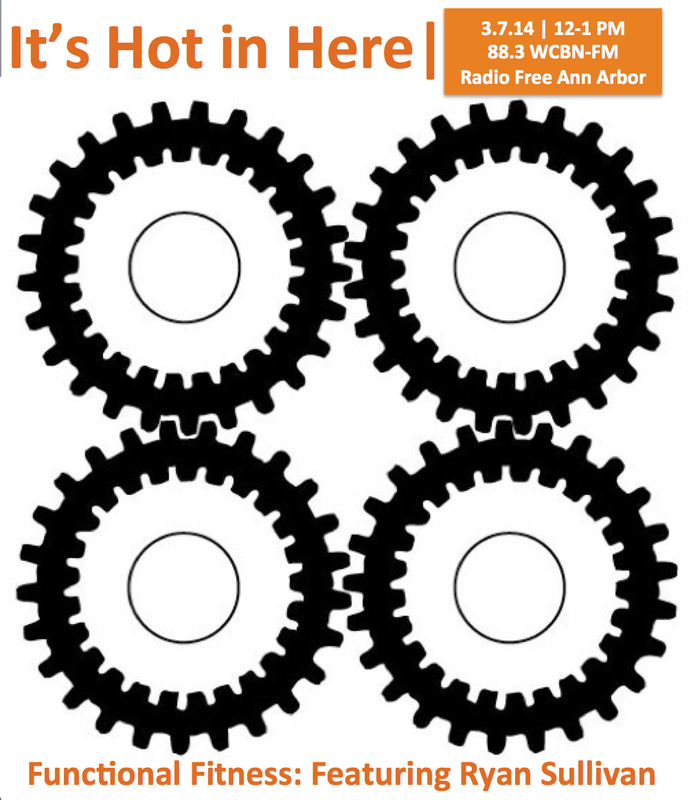 It's Hot in Here|
3.7.14 | 12-1 PM
88.3 WCBN-FM
Radio Free Ann Arbor
Functional Fitness: Featuring Ryan Sullivan